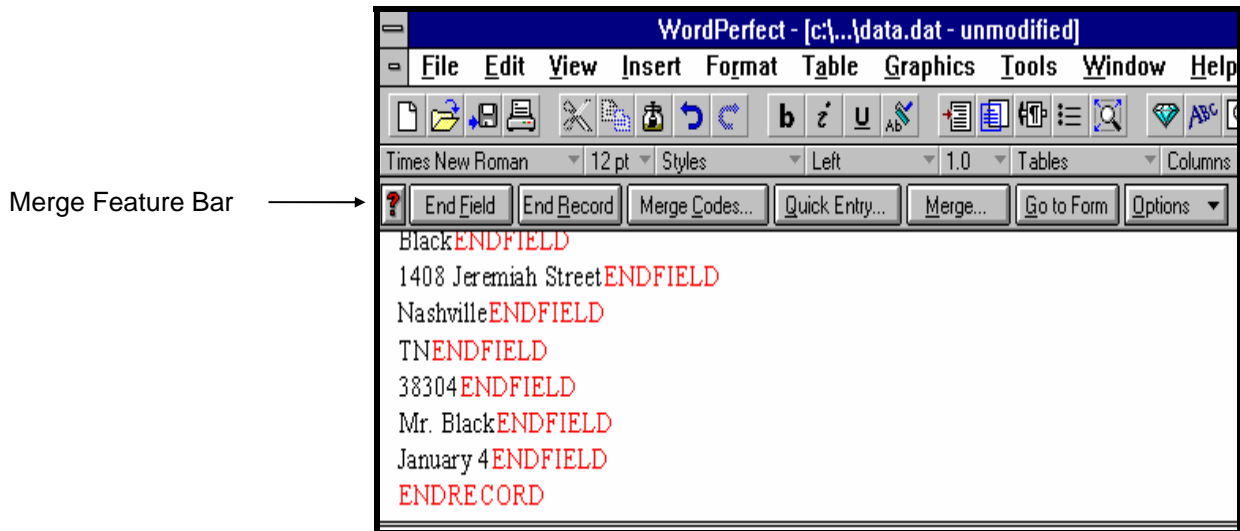 WordPerfect - [c:\...\data.dat - unmodified]
File Edit View Insert Format Table Graphics Tools Window Help
b i U Ab ABC
Times New Roman 12 pt Styles Left 1.0 Tables Columns
Merge Feature Bar
? End Field End Record Merge Codes... Quick Entry... Merge... Go to Form Options
BlackENDFIELD
1408 Jeremiah StreetENDFIELD
NashvilleENDFIELD
TNENDFIELD
38304ENDFIELD
Mr. BlackENDFIELD
January 4ENDFIELD
ENDRECORD